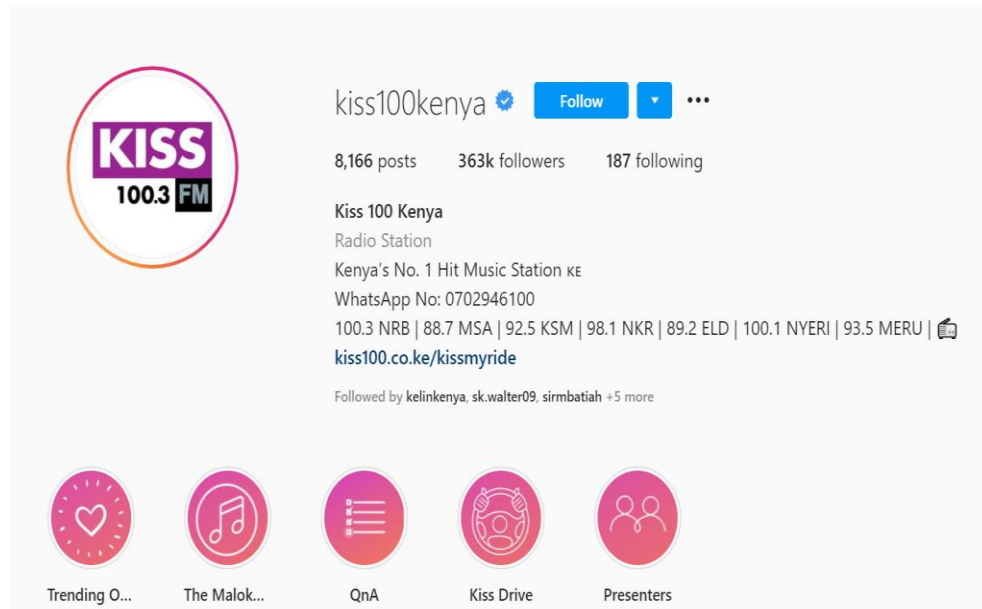 KISS
100.3 FM
kiss100kenya Follow
8,166 posts 363k followers 187 following
Kiss 100 Kenya
Radio Station
Kenya's No. 1 Hit Music Station KE
WhatsApp No: 0702946100
100.3 NRB | 88.7 MSA | 92.5 KSM | 98.1 NKR | 89.2 ELD | 100.1 NYERI | 93.5 MERU |
kiss100.co.ke/kissmyride
Followed by kelinkenya, sk.walter09, sirmbatiah +5 more
Trending O... The Malok... QnA Kiss Drive Presenters